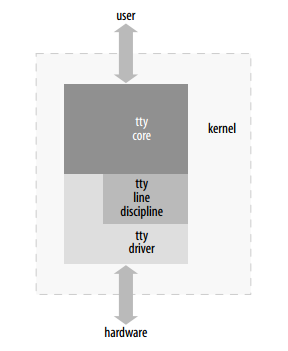 user
tty
core
kernel
tty
line
discipline
tty
driver
hardware